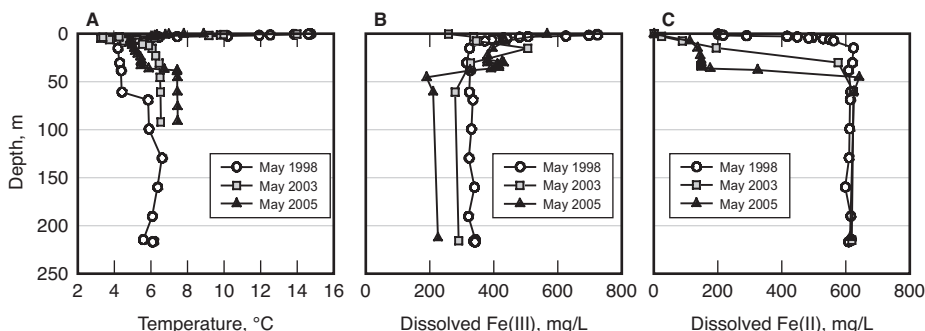 A
B
C
0
50
100
150
200
250
Depth, m
May 1998
May 2003
May 2005
May 1998
May 2003
May 2005
May 1998
May 2003
May 2005
2 4 6 8 10 12 14 16
0 200 400 600 800
0 200 400 600 800
Temperature, °C
Dissolved Fe(III), mg/L
Dissolved Fe(II), mg/L